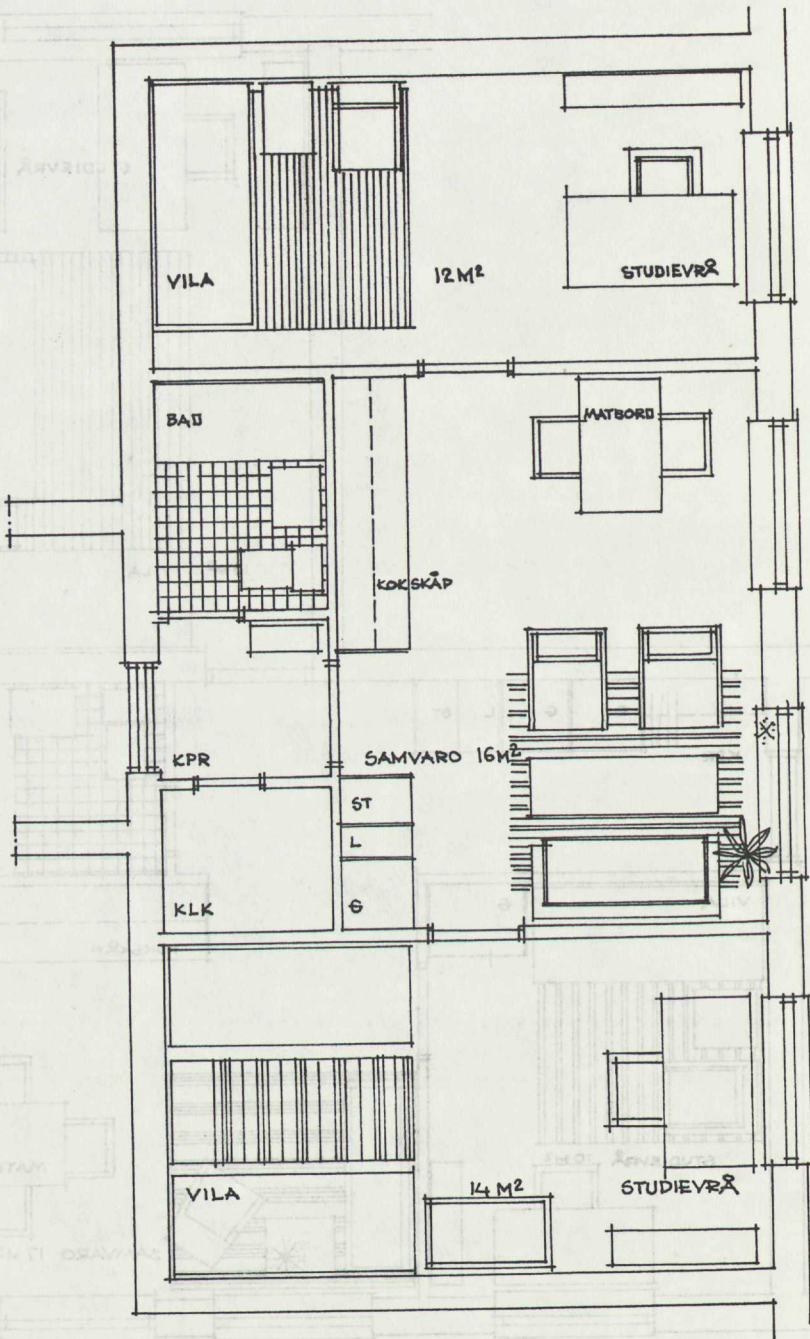 VILA
12 M²
STUDIEVRÅ
BAD
MATBORD
KOKSKÅP
KPR
SAMVARO 16 M²
ST
L
KLK
G
VILA
14 M²
STUDIEVRÅ